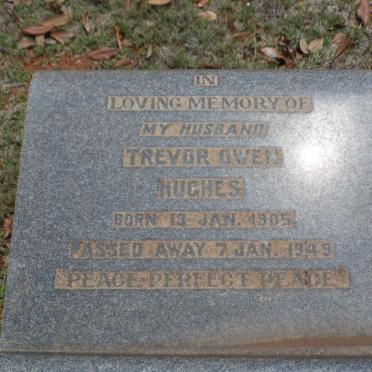 IN
LOVING MEMORY OF
MY HUSBAND
TREVOR OWEN
HUGHES
BORN 13 JAN. 1905.
PASSED AWAY 7 JAN. 1949
"PEACE, PERFECT PEACE"